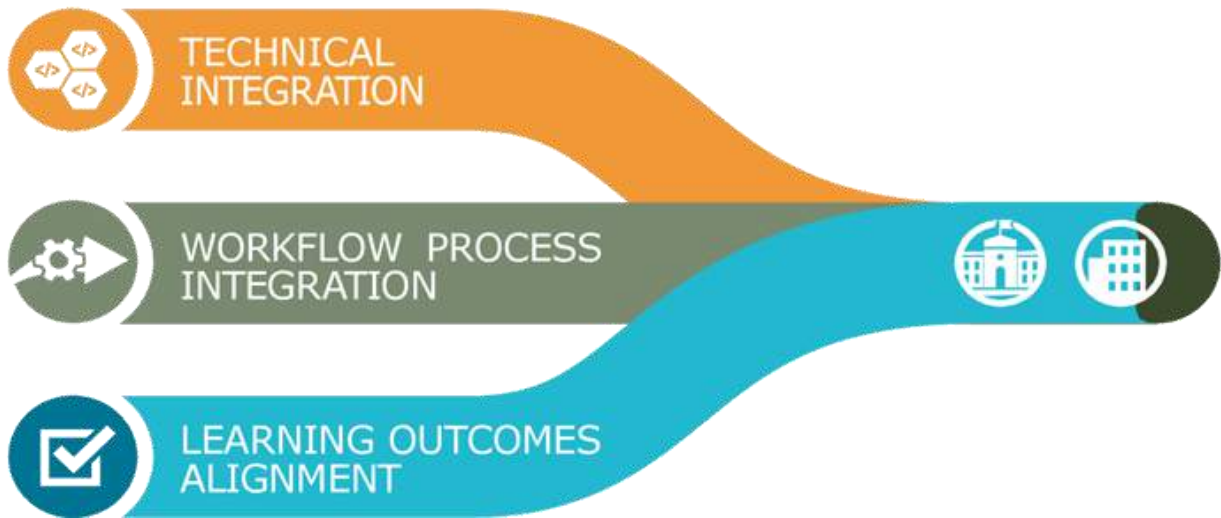 TECHNICAL
INTEGRATION
WORKFLOW PROCESS
INTEGRATION
LEARNING OUTCOMES
ALIGNMENT